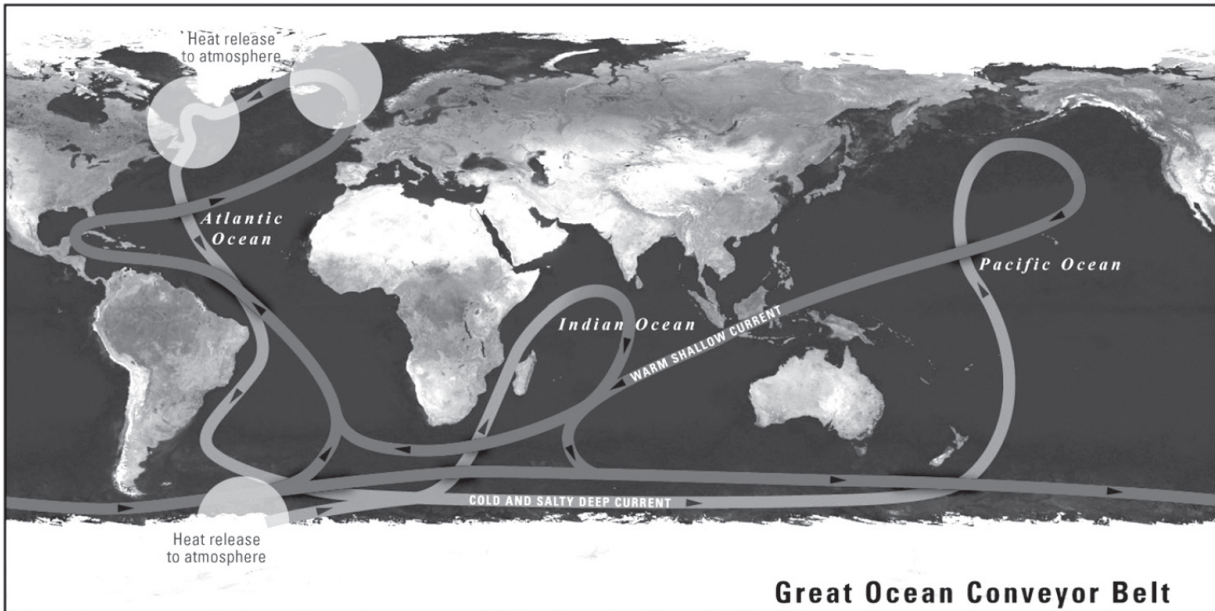 Heat release
to atmosphere
Atlantic
Ocean
Pacific Ocean
Indian Ocean
WARM SHALLOW CURRENT
COLD AND SALTY DEEP CURRENT
Heat release
to atmosphere
Great Ocean Conveyor Belt